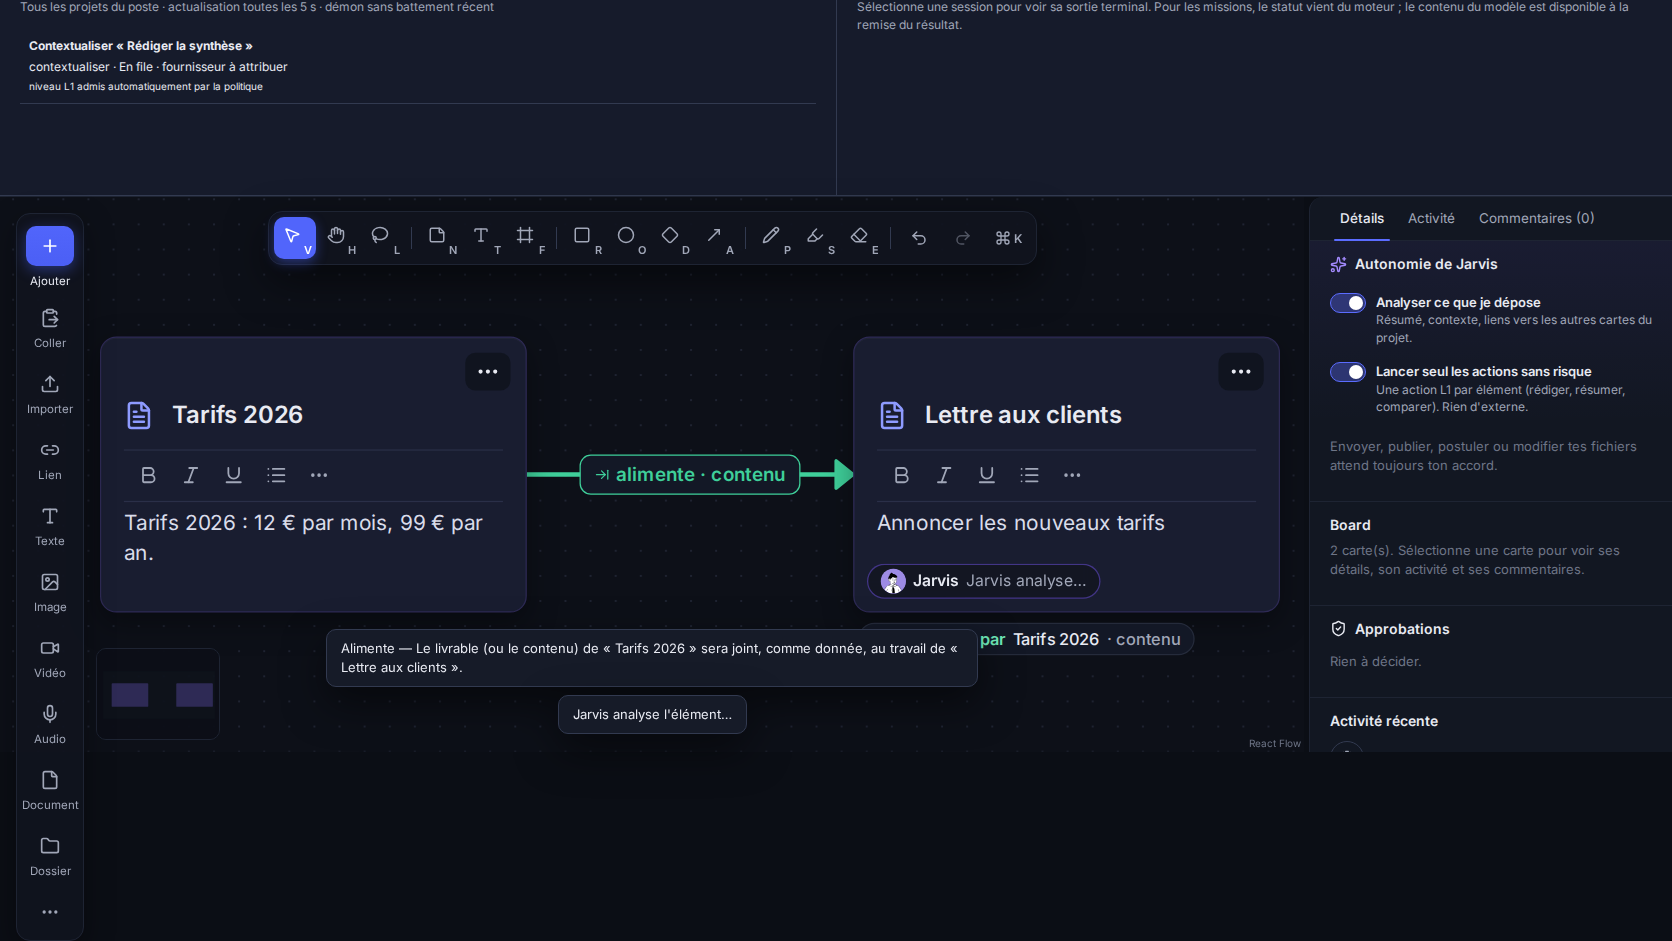 Tous les projets du poste · actualisation toutes les 5 s · démon sans battement récent
Contextualiser « Rédiger la synthèse »
contextualiser · En file · fournisseur à attribuer
niveau L1 admis automatiquement par la politique
Sélectionne une session pour voir sa sortie terminal. Pour les missions, le statut vient du moteur ; le contenu du modèle est disponible à la
remise du résultat.
V
H
L
N
T
F
R
O
D
A
P
S
E
⌘ K
Ajouter
Coller
Importer
Lien
Texte
Image
Vidéo
Audio
Document
Dossier
Tarifs 2026
B I U
Tarifs 2026 : 12 € par mois, 99 € par
an.
alimente · contenu
Lettre aux clients
B I U
Annoncer les nouveaux tarifs
Jarvis Jarvis analyse...
par Tarifs 2026 · contenu
Alimente — Le livrable (ou le contenu) de « Tarifs 2026 » sera joint, comme donnée, au travail de «
Lettre aux clients ».
Jarvis analyse l'élément...
React Flow
Détails
Activité
Commentaires (0)
Autonomie de Jarvis
Analyser ce que je dépose
Résumé, contexte, liens vers les autres cartes du
projet.
Lancer seul les actions sans risque
Une action L1 par élément (rédiger, résumer,
comparer). Rien d'externe.
Envoyer, publier, postuler ou modifier tes fichiers
attend toujours ton accord.
Board
2 carte(s). Sélectionne une carte pour voir ses
détails, son activité et ses commentaires.
Approbations
Rien à décider.
Activité récente